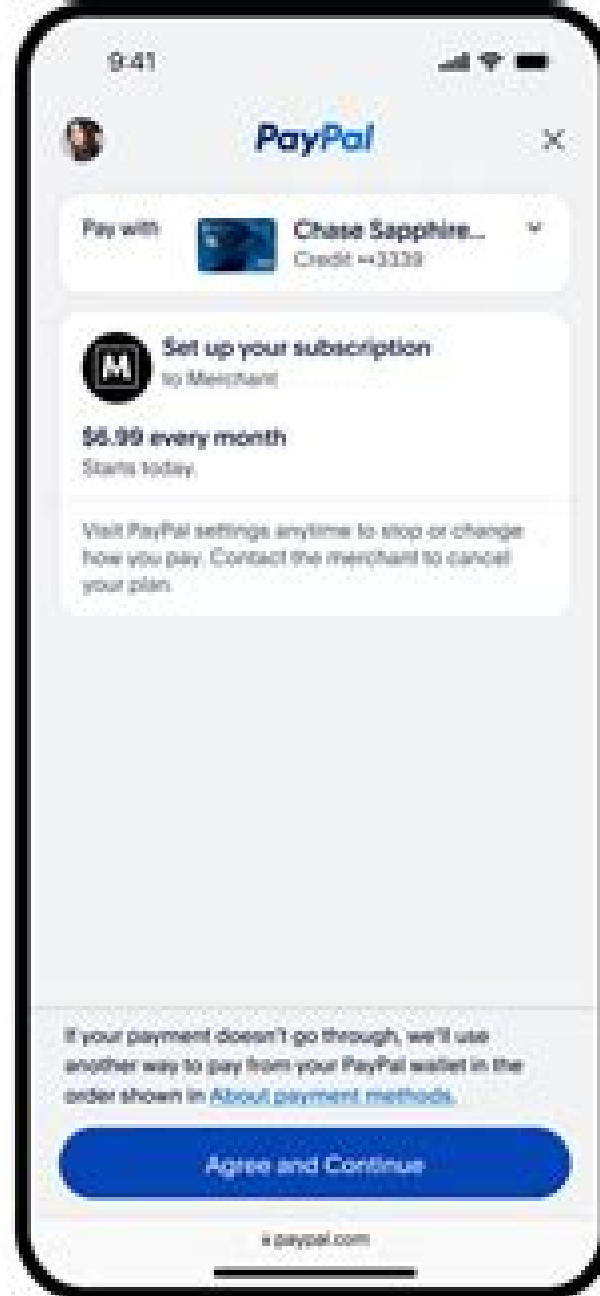 9:41
PayPal
Pay with
Chase Sapphire...
Credit ••3339
M
Set up your subscription
to Merchant
$6.99 every month
Starts today.
Visit PayPal settings anytime to stop or change
how you pay. Contact the merchant to cancel
your plan.
If your payment doesn't go through, we'll use
another way to pay from your PayPal wallet in the
order shown in About payment methods.
Agree and Continue
paypal.com